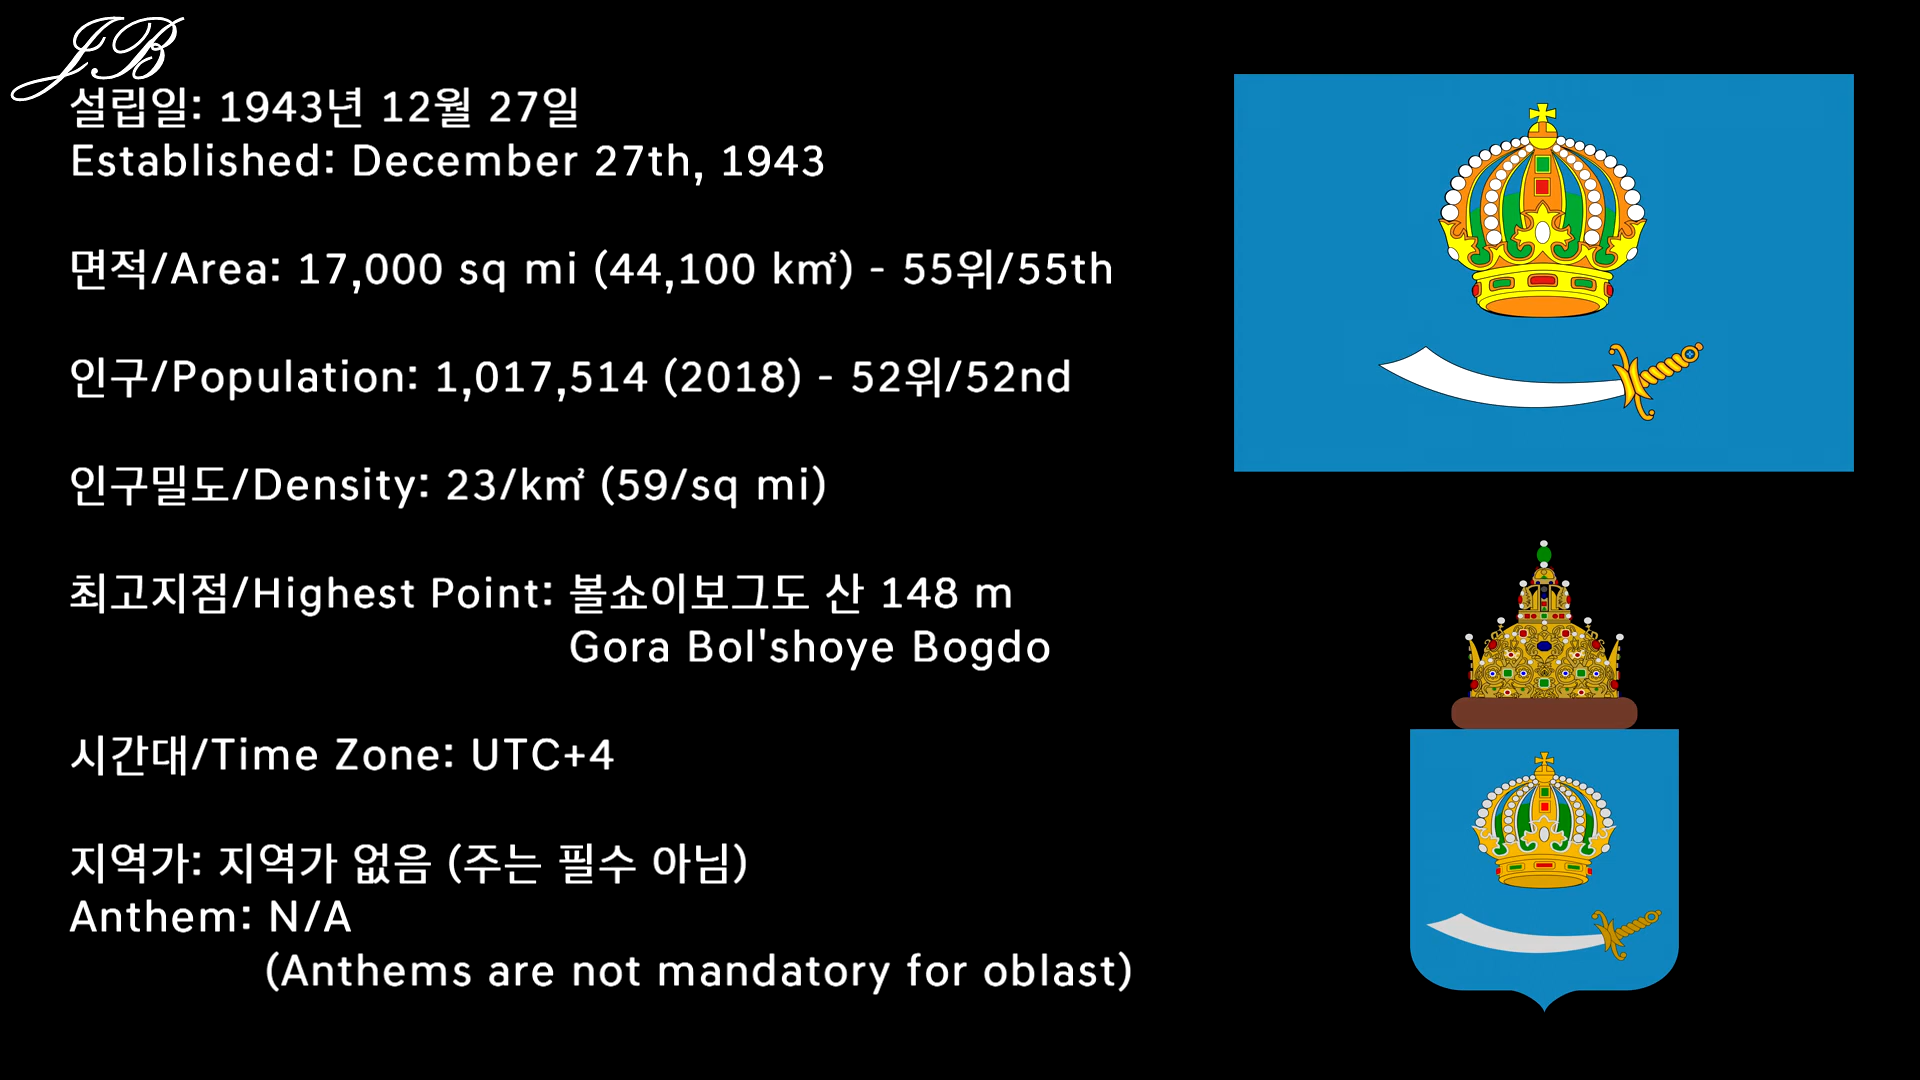 JB
설립일: 1943년 12월 27일
Established: December 27th, 1943
면적/Area: 17,000 sq mi (44,100 ㎢) - 55위/55th
인구/Population: 1,017,514 (2018) - 52위/52nd
인구밀도/Density: 23/㎢ (59/sq mi)
최고지점/Highest Point: 볼쇼이보그도 산 148 m
Gora Bol'shoye Bogdo
시간대/Time Zone: UTC+4
지역가: 지역가 없음 (주는 필수 아님)
Anthem: N/A
(Anthems are not mandatory for oblast)